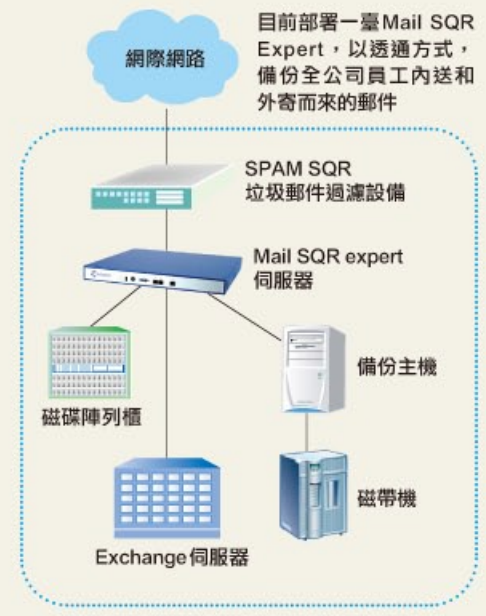 目前部署一臺Mail SQR
Expert，以透通方式，
備份全公司員工內送和
外寄而來的郵件
網際網路
SPAM SQR
垃圾郵件過濾設備
Mail SQR expert
伺服器
備份主機
磁碟陣列櫃
磁帶機
Exchange伺服器